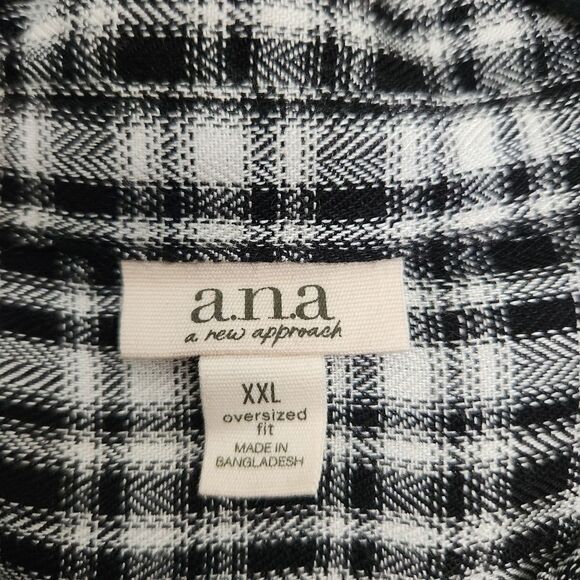 a.n.a
a new approach
XXL
oversized
fit
MADE IN
BANGLADESH